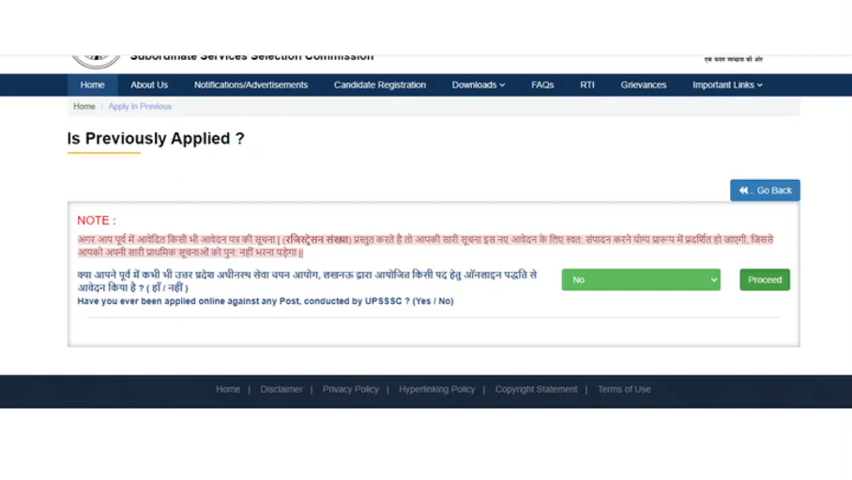 Subordinate Services Selection Commission
एक कदम स्वच्छता की ओर
Home About Us Notifications/Advertisements Candidate Registration Downloads FAQs RTI Grievances Important Links
Home / Apply In Previous
Is Previously Applied ?
Go Back
NOTE :
अगर आप पूर्व में आवेदित किसी भी आवेदन पत्र की सूचना [ (रजिस्ट्रेसन संख्या) प्रस्तुत करते है तो आपकी सारी सूचना इस नए आवेदन के लिए स्वत: संपादन करने योग्य प्रारूप में प्रदर्शित हो जाएगी, जिससे
आपको अपनी सारी प्राथमिक सूचनाओं को पुन: नहीं भरना पड़ेगा ||
क्या आपने पूर्व में कभी भी उत्तर प्रदेश अधीनस्थ सेवा चयन आयोग, लखनऊ द्वारा आयोजित किसी पद हेतु ऑनलाइन पद्धति से
आवेदन किया है ? ( हाँ / नहीं )
Have you ever been applied online against any Post, conducted by UPSSSC ? (Yes / No)
No
Proceed
Home | Disclaimer | Privacy Policy | Hyperlinking Policy | Copyright Statement | Terms of Use